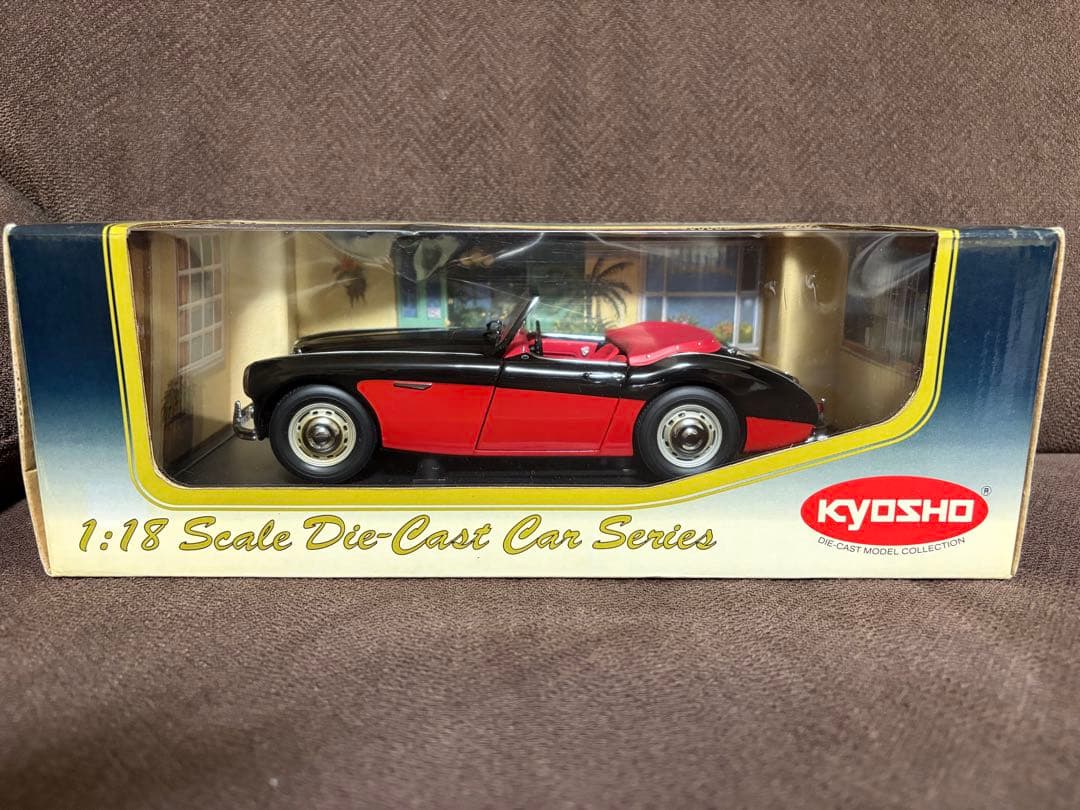 1:18 Scale Die-Cast Car Series
KYOSHO®
DIE-CAST MODEL COLLECTION